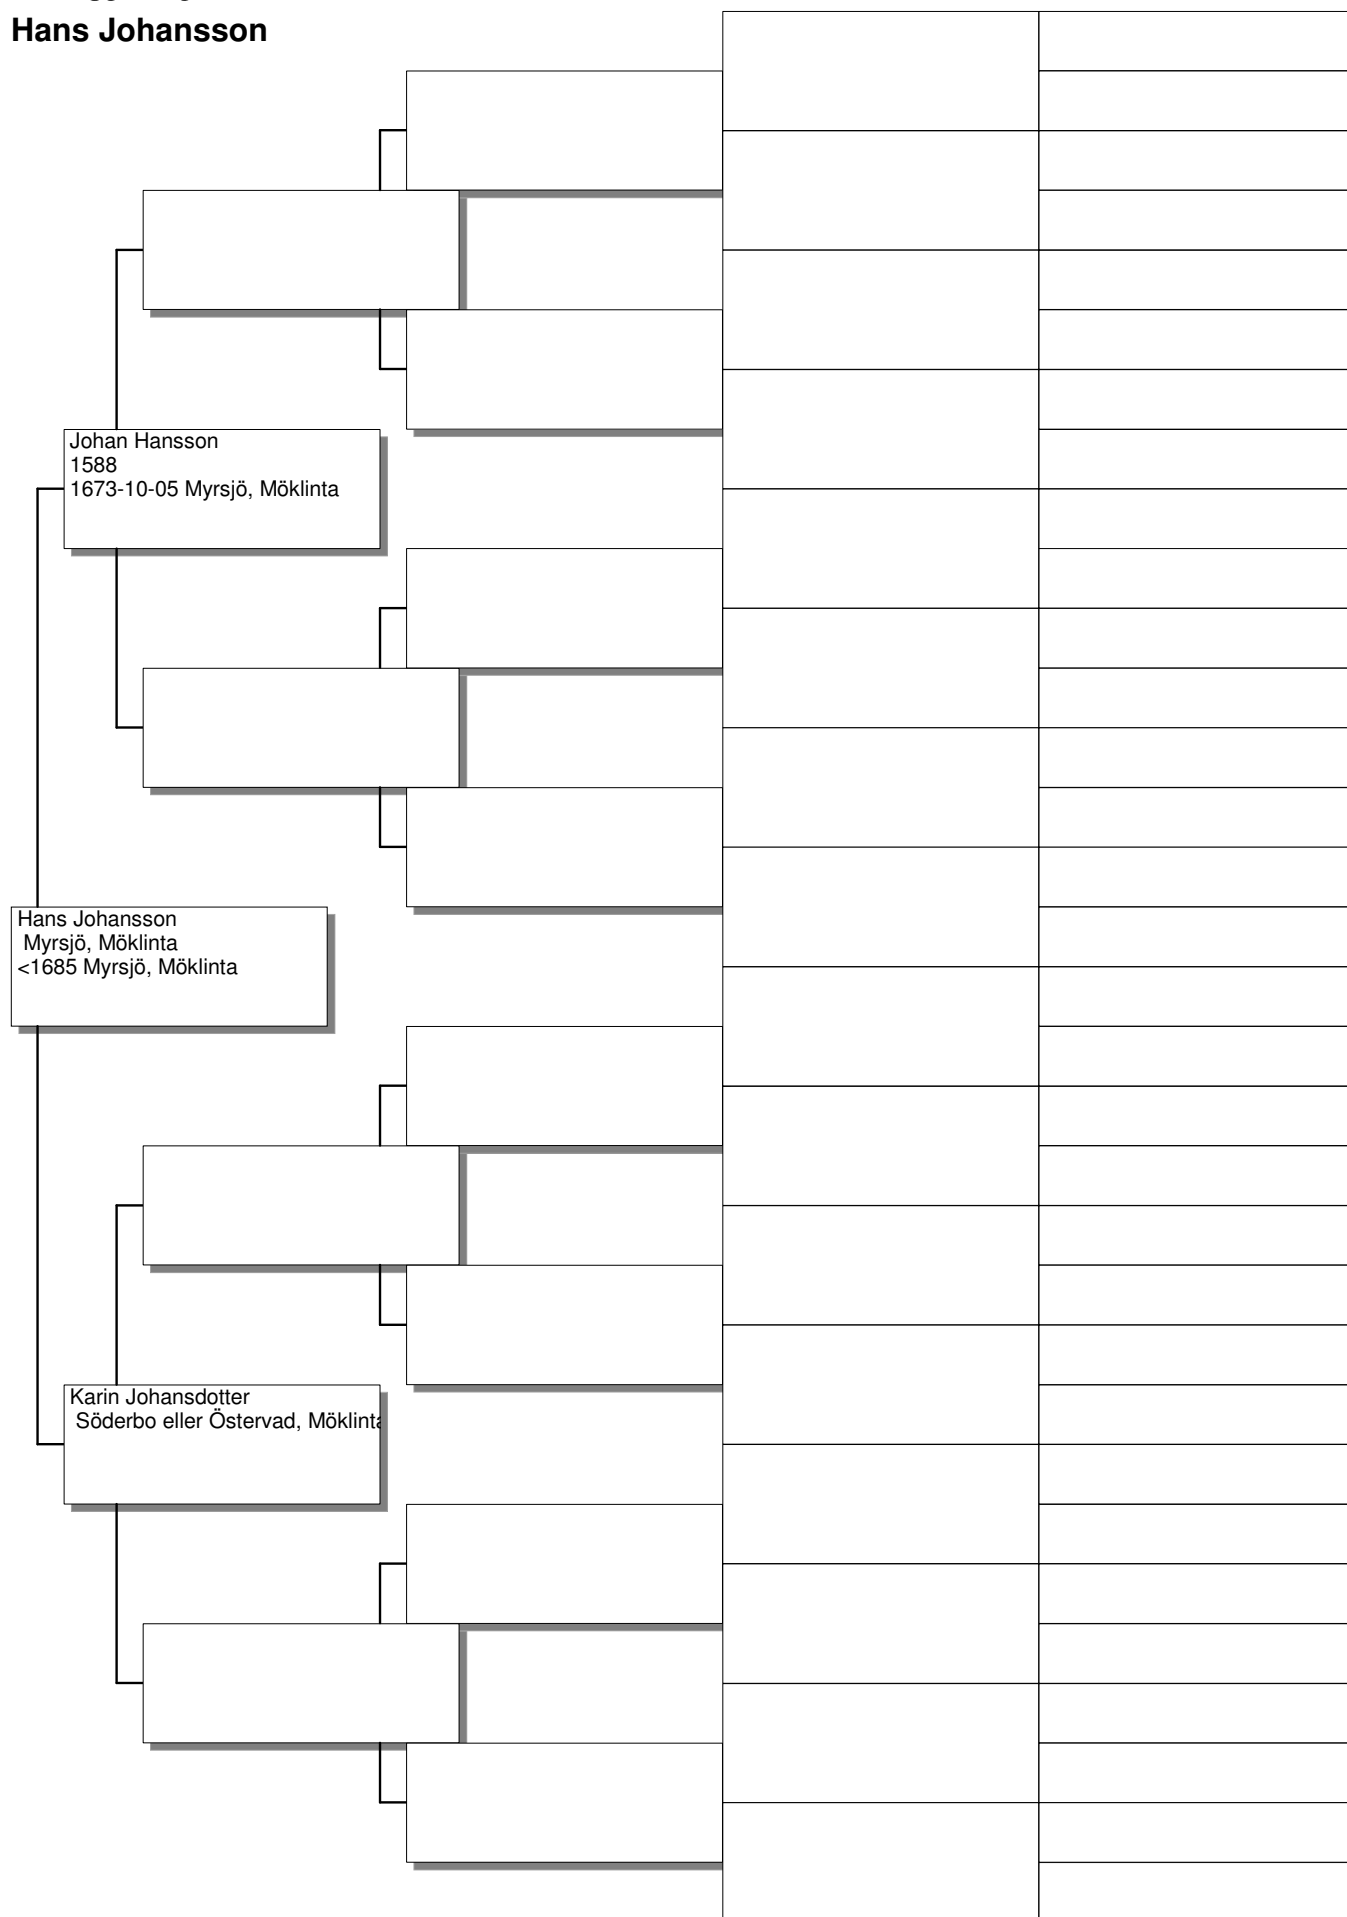 Hans Johansson
Johan Hansson
1588
1673-10-05 Myrsjö, Möklinta
Hans Johansson
Myrsjö, Möklinta
<1685 Myrsjö, Möklinta
Karin Johansdotter
Söderbo eller Östervad, Möklinta